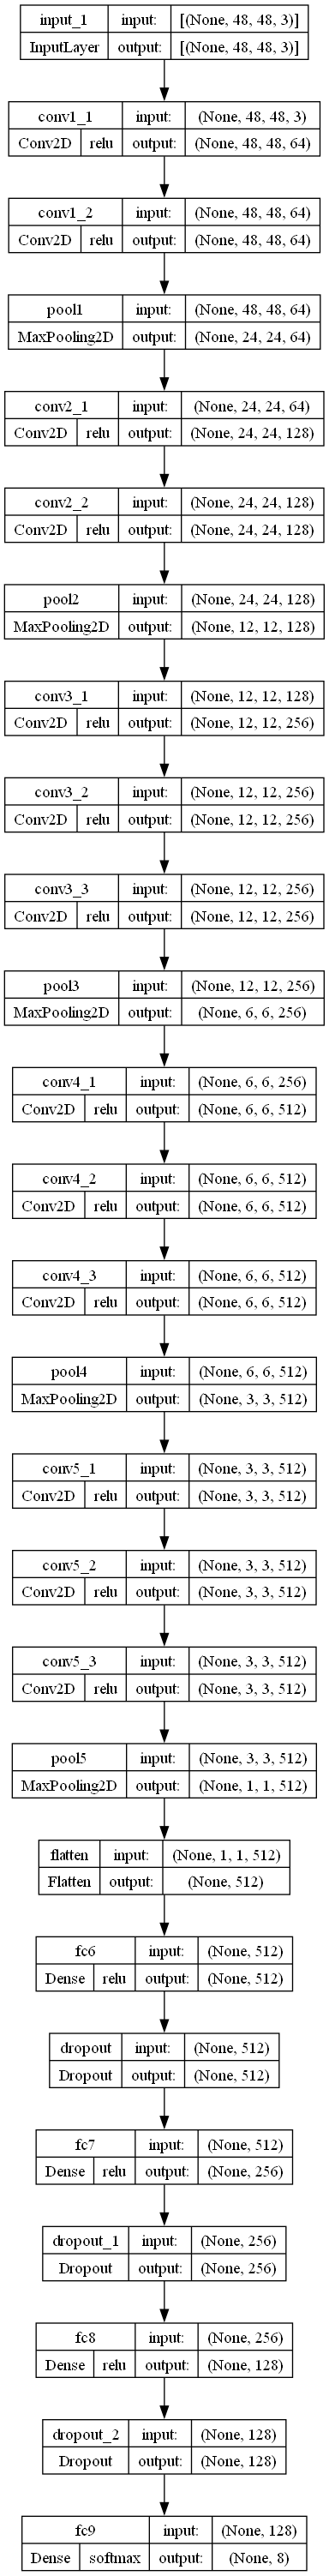 input_1 input: [(None, 48, 48, 3)]
InputLayer output: [(None, 48, 48, 3)]
conv1_1 input: (None, 48, 48, 3)
Conv2D relu output: (None, 48, 48, 64)
conv1_2 input: (None, 48, 48, 64)
Conv2D relu output: (None, 48, 48, 64)
pool1 input: (None, 48, 48, 64)
MaxPooling2D output: (None, 24, 24, 64)
conv2_1 input: (None, 24, 24, 64)
Conv2D relu output: (None, 24, 24, 128)
conv2_2 input: (None, 24, 24, 128)
Conv2D relu output: (None, 24, 24, 128)
pool2 input: (None, 24, 24, 128)
MaxPooling2D output: (None, 12, 12, 128)
conv3_1 input: (None, 12, 12, 128)
Conv2D relu output: (None, 12, 12, 256)
conv3_2 input: (None, 12, 12, 256)
Conv2D relu output: (None, 12, 12, 256)
conv3_3 input: (None, 12, 12, 256)
Conv2D relu output: (None, 12, 12, 256)
pool3 input: (None, 12, 12, 256)
MaxPooling2D output: (None, 6, 6, 256)
conv4_1 input: (None, 6, 6, 256)
Conv2D relu output: (None, 6, 6, 512)
conv4_2 input: (None, 6, 6, 512)
Conv2D relu output: (None, 6, 6, 512)
conv4_3 input: (None, 6, 6, 512)
Conv2D relu output: (None, 6, 6, 512)
pool4 input: (None, 6, 6, 512)
MaxPooling2D output: (None, 3, 3, 512)
conv5_1 input: (None, 3, 3, 512)
Conv2D relu output: (None, 3, 3, 512)
conv5_2 input: (None, 3, 3, 512)
Conv2D relu output: (None, 3, 3, 512)
conv5_3 input: (None, 3, 3, 512)
Conv2D relu output: (None, 3, 3, 512)
pool5 input: (None, 3, 3, 512)
MaxPooling2D output: (None, 1, 1, 512)
flatten input: (None, 1, 1, 512)
Flatten output: (None, 512)
fc6 input: (None, 512)
Dense relu output: (None, 512)
dropout input: (None, 512)
Dropout output: (None, 512)
fc7 input: (None, 512)
Dense relu output: (None, 256)
dropout_1 input: (None, 256)
Dropout output: (None, 256)
fc8 input: (None, 256)
Dense relu output: (None, 128)
dropout_2 input: (None, 128)
Dropout output: (None, 128)
fc9 input: (None, 128)
Dense softmax output: (None, 8)